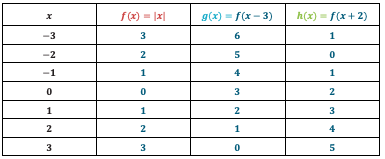 x f(x) = |x| g(x) = f(x − 3) h(x) = f(x + 2)
−3 3 6 1
−2 2 5 0
−1 1 4 1
0 0 3 2
1 1 2 3
2 2 1 4
3 3 0 5